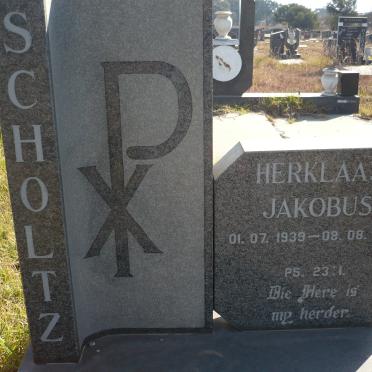 SCHOLTZ
HERKLAAS
JAKOBUS
01. 07. 1939 — 08. 08.
PS. 23:1.
Die Here is
my herder.